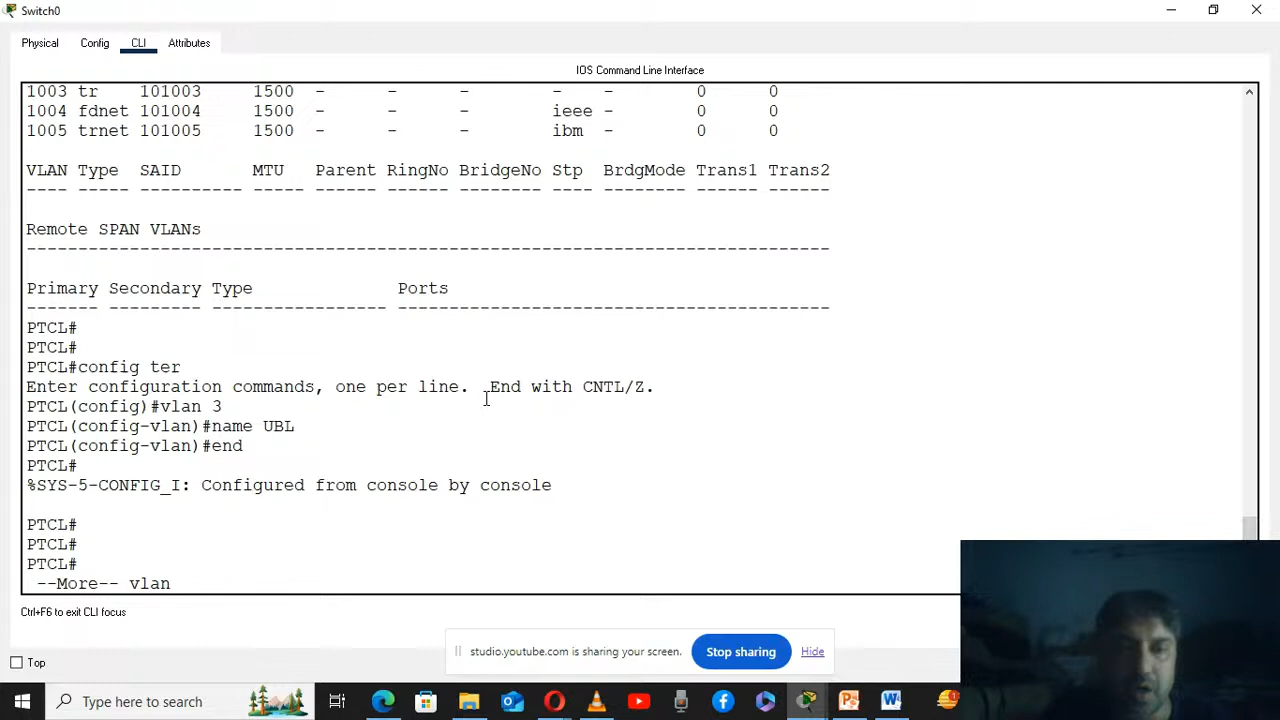 Switch0
Physical Config CLI Attributes
IOS Command Line Interface
1003 tr 101003 1500 - - - - - 0 0
1004 fdnet 101004 1500 - - - ieee - 0 0
1005 trnet 101005 1500 - - - ibm - 0 0
VLAN Type SAID MTU Parent RingNo BridgeNo Stp BrdgMode Trans1 Trans2
---- ----- ---------- ----- ------ ------ -------- ---- -------- ------ ------
Remote SPAN VLANs
------------------------------------------------------------------------------
Primary Secondary Type Ports
------- --------- ----------------- ------------------------------------------
PTCL#
PTCL#
PTCL#config ter
Enter configuration commands, one per line. End with CNTL/Z.
PTCL(config)#vlan 3
PTCL(config-vlan)#name UBL
PTCL(config-vlan)#end
PTCL#
%SYS-5-CONFIG_I: Configured from console by console
PTCL#
PTCL#
PTCL#
--More-- vlan
Ctrl+F6 to exit CLI focus
studio.youtube.com is sharing your screen. Stop sharing Hide
Top
Type here to search